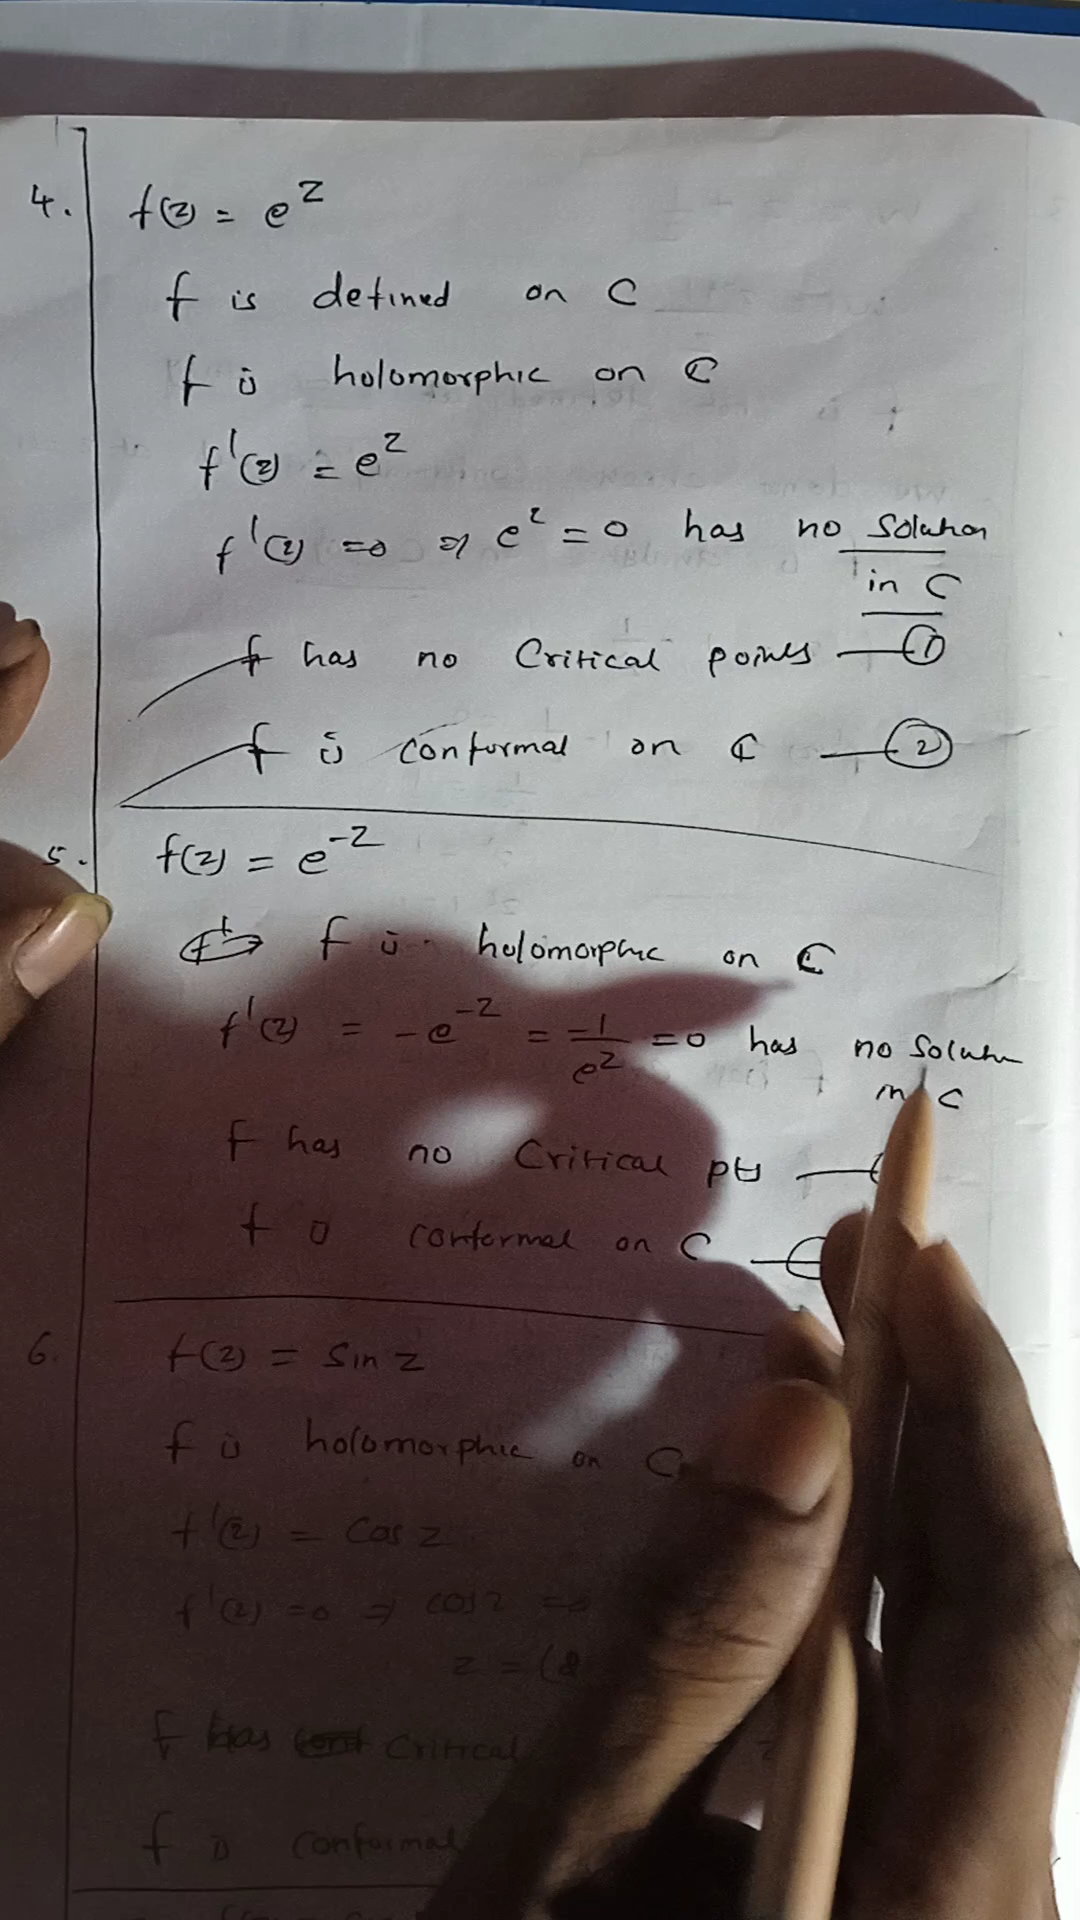 4. f(z) = e^z
f is defined on C
f is holomorphic on C
f'(z) = e^z
f'(z) = 0 ⇒ e^z = 0 has no solution
in C
f has no Critical points — ①
f is conformal on C — ②
5. f(z) = e^-z
f is holomorphic on C
f'(z) = -e^-z = -1/e^z = 0 has no Solution
in C
f has no Critical pts —
f is conformal on C —
6. f(z) = Sin z
f is holomorphic on C
f'(z) = Cos z
f'(z) = 0 ⇒ cos z = 0
z = (2
f has Critical
f is conformal